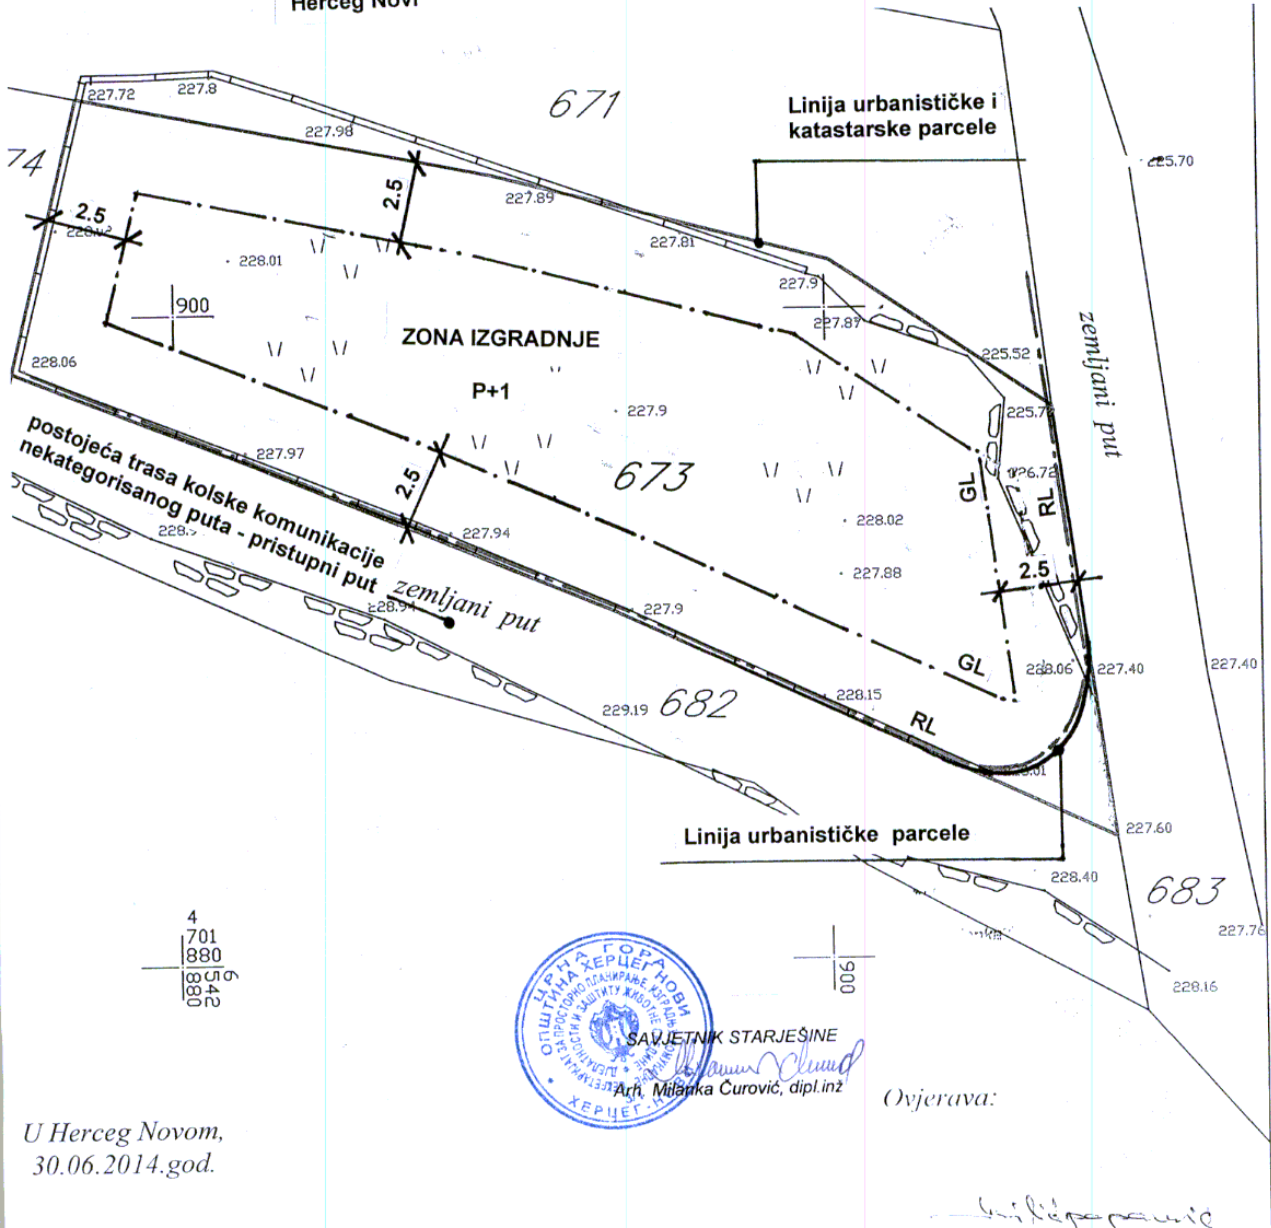 Herceg Novi
671
Linija urbanističke i
katastarske parcele
227.72
227.8
227.98
74
225.70
2.5
2.5
227.89
227.81
228.01
227.9
227.87
900
ZONA IZGRADNJE
zemljani put
225.52
228.06
P+1
227.9
postojeća trasa kolske komunikacije
nekategorisanog puta - pristupni put
227.97
2.5
673
GL
RL
228.02
227.94
227.88
2.5
zemljani put
227.9
GL
228.06
227.40
227.40
228.15
229.19
682
RL
Linija urbanističke parcele
227.60
228.40
683
4
701
880
6
542
880
900
228.16
ЦРНА ГОРА
ОПШТИНА ХЕРЦЕГ НОВИ
ХЕРЦЕГ-НОВИ
SAVJETNIK STARJEŠINE
Arh. Milanka Čurović, dipl.inž
Ovjerava:
U Herceg Novom,
30.06.2014.god.